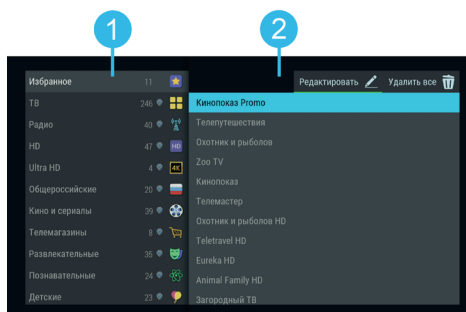 1
2
Избранное 11
Редактировать Удалить все
ТВ 246
Радио 40
HD 47 HD
Ultra HD 4 4K
Общероссийские 20
Кино и сериалы 39
Телемагазины 8
Развлекательные 35
Познавательные 24
Детские 23
Кинопоказ Promo
Телепутешествия
Охотник и рыболов
Zoo TV
Кинопоказ
Телемастер
Охотник и рыболов HD
Teletravel HD
Eureka HD
Animal Family HD
Загородный ТВ